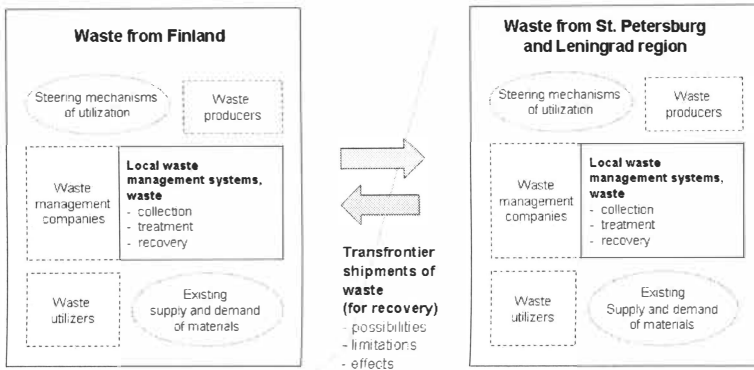 Waste from Finland
Steering mechanisms
of utilization
Waste
producers
Waste
management
companies
Local waste
management systems,
waste
- collection
- treatment
- recovery
Waste
utilizers
Existing
supply and demand
of materials
Transfrontier
shipments of
waste
(for recovery)
- possibilities
- limitations
- effects
Waste from St. Petersburg
and Leningrad region
Steering mechanisms
of utilization
Waste
producers
Waste
management
companies
Local waste
management systems,
waste
- collection
- treatment
- recovery
Waste
utilizers
Existing
Supply and demand
of materials